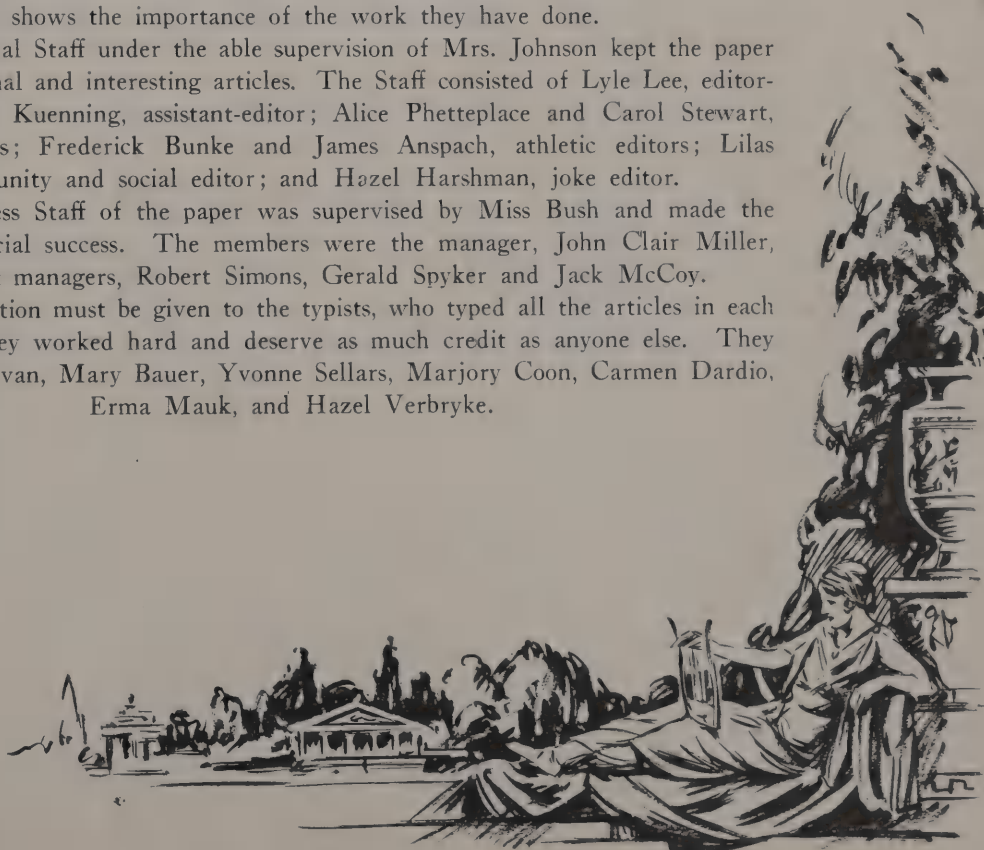 shows the importance of the work they have done.
al Staff under the able supervision of Mrs. Johnson kept the paper
nal and interesting articles. The Staff consisted of Lyle Lee, editor-
Kuenning, assistant-editor; Alice Phetteplace and Carol Stewart,
s; Frederick Bunke and James Anspach, athletic editors; Lilas
unity and social editor; and Hazel Harshman, joke editor.
ess Staff of the paper was supervised by Miss Bush and made the
rial success. The members were the manager, John Clair Miller,
managers, Robert Simons, Gerald Spyker and Jack McCoy.
tion must be given to the typists, who typed all the articles in each
ey worked hard and deserve as much credit as anyone else. They
van, Mary Bauer, Yvonne Sellars, Marjory Coon, Carmen Dardio,
Erma Mauk, and Hazel Verbryke.